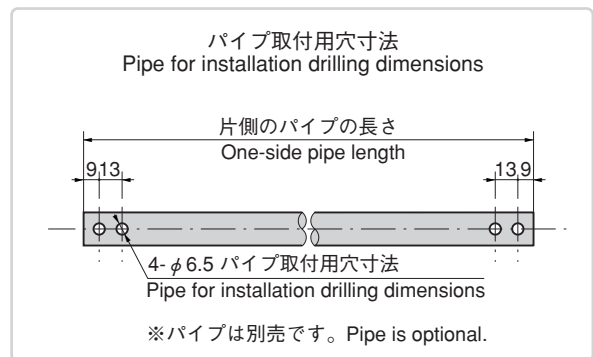 パイプ取付用穴寸法
Pipe for installation drilling dimensions
片側のパイプの長さ
One-side pipe length
9 13
13 9
4-φ6.5 パイプ取付用穴寸法
Pipe for installation drilling dimensions
※パイプは別売です。Pipe is optional.